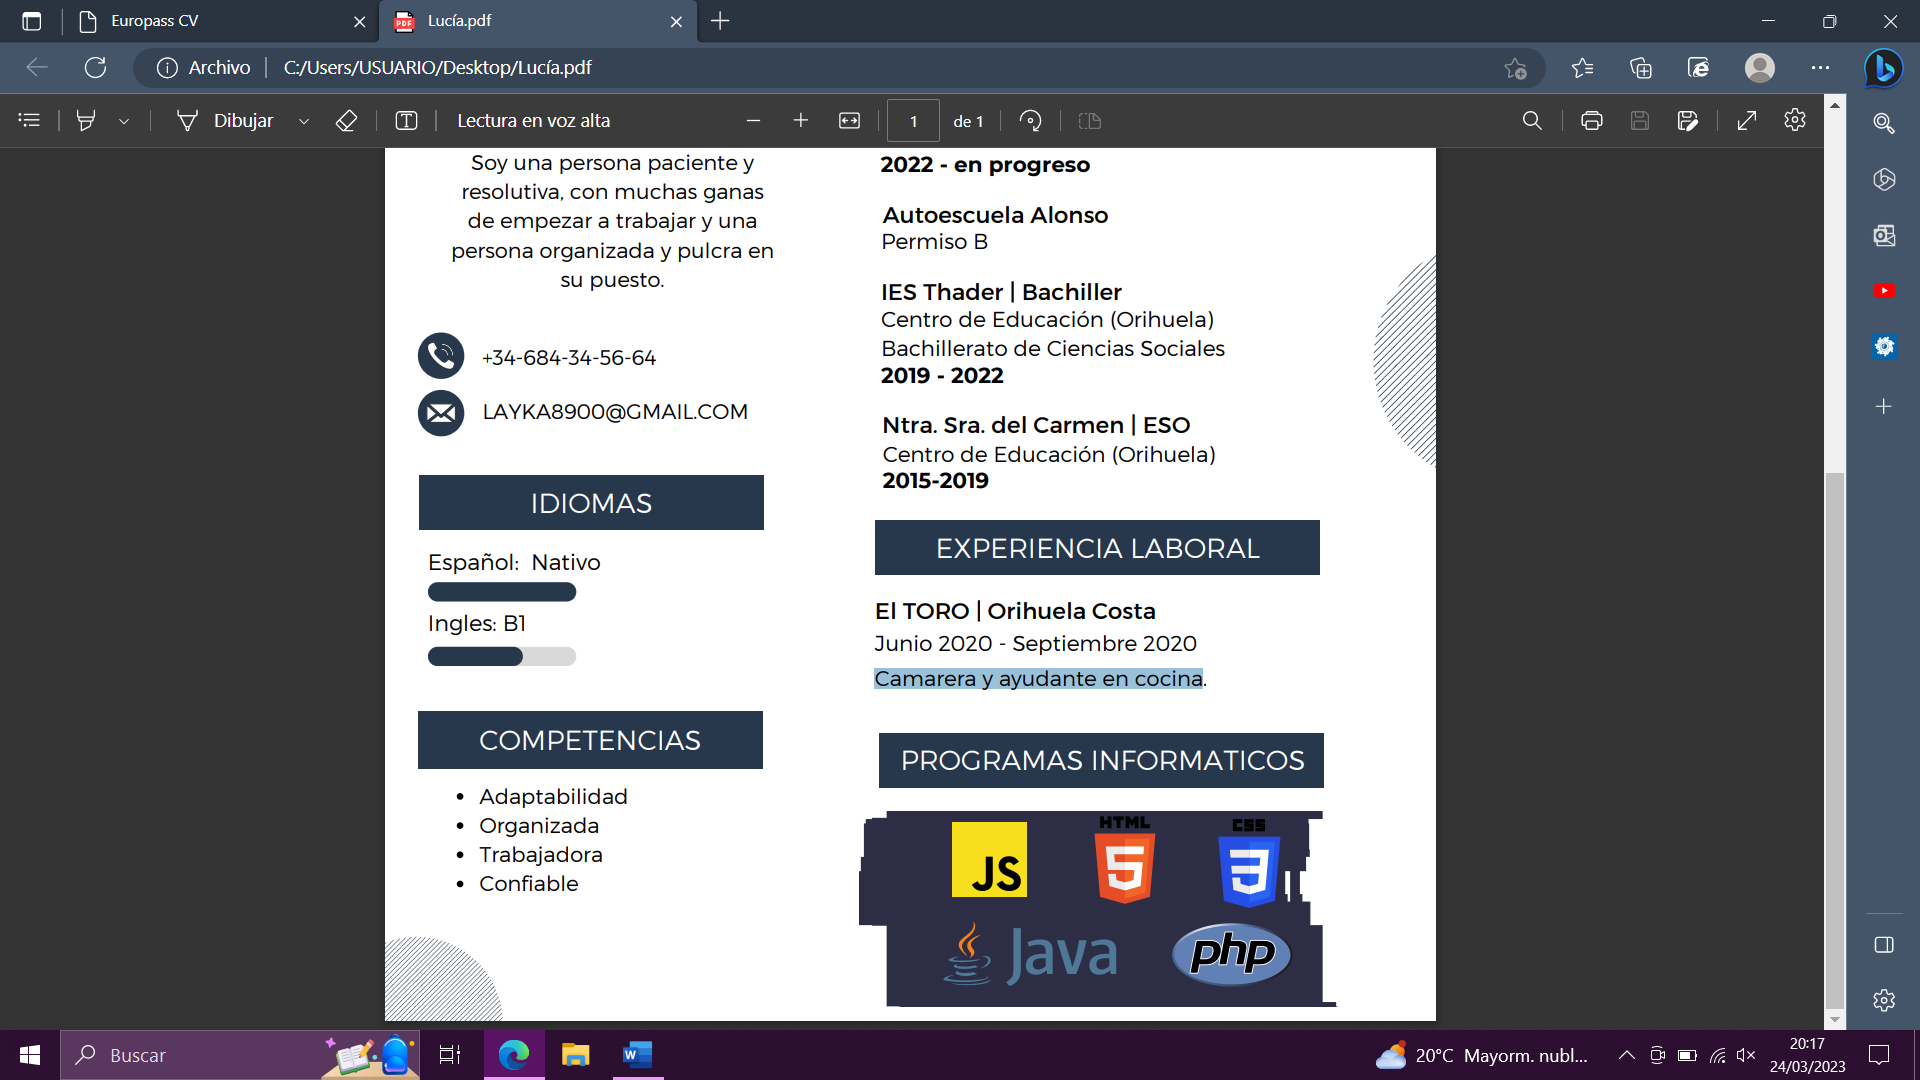 Europass CV
Lucía.pdf
Archivo
C:/Users/USUARIO/Desktop/Lucía.pdf
Dibujar
Lectura en voz alta
1
de 1
Soy una persona paciente y
resolutiva, con muchas ganas
de empezar a trabajar y una
persona organizada y pulcra en
su puesto.
+34-684-34-56-64
LAYKA8900@GMAIL.COM
IDIOMAS
Español: Nativo
Ingles: B1
COMPETENCIAS
Adaptabilidad
Organizada
Trabajadora
Confiable
2022 - en progreso
Autoescuela Alonso
Permiso B
IES Thader | Bachiller
Centro de Educación (Orihuela)
Bachillerato de Ciencias Sociales
2019 - 2022
Ntra. Sra. del Carmen | ESO
Centro de Educación (Orihuela)
2015-2019
EXPERIENCIA LABORAL
El TORO | Orihuela Costa
Junio 2020 - Septiembre 2020
Camarera y ayudante en cocina.
PROGRAMAS INFORMATICOS
JS
HTML
5
CSS
3
Java
php
Buscar
20°C Mayorm. nubl...
20:17
24/03/2023